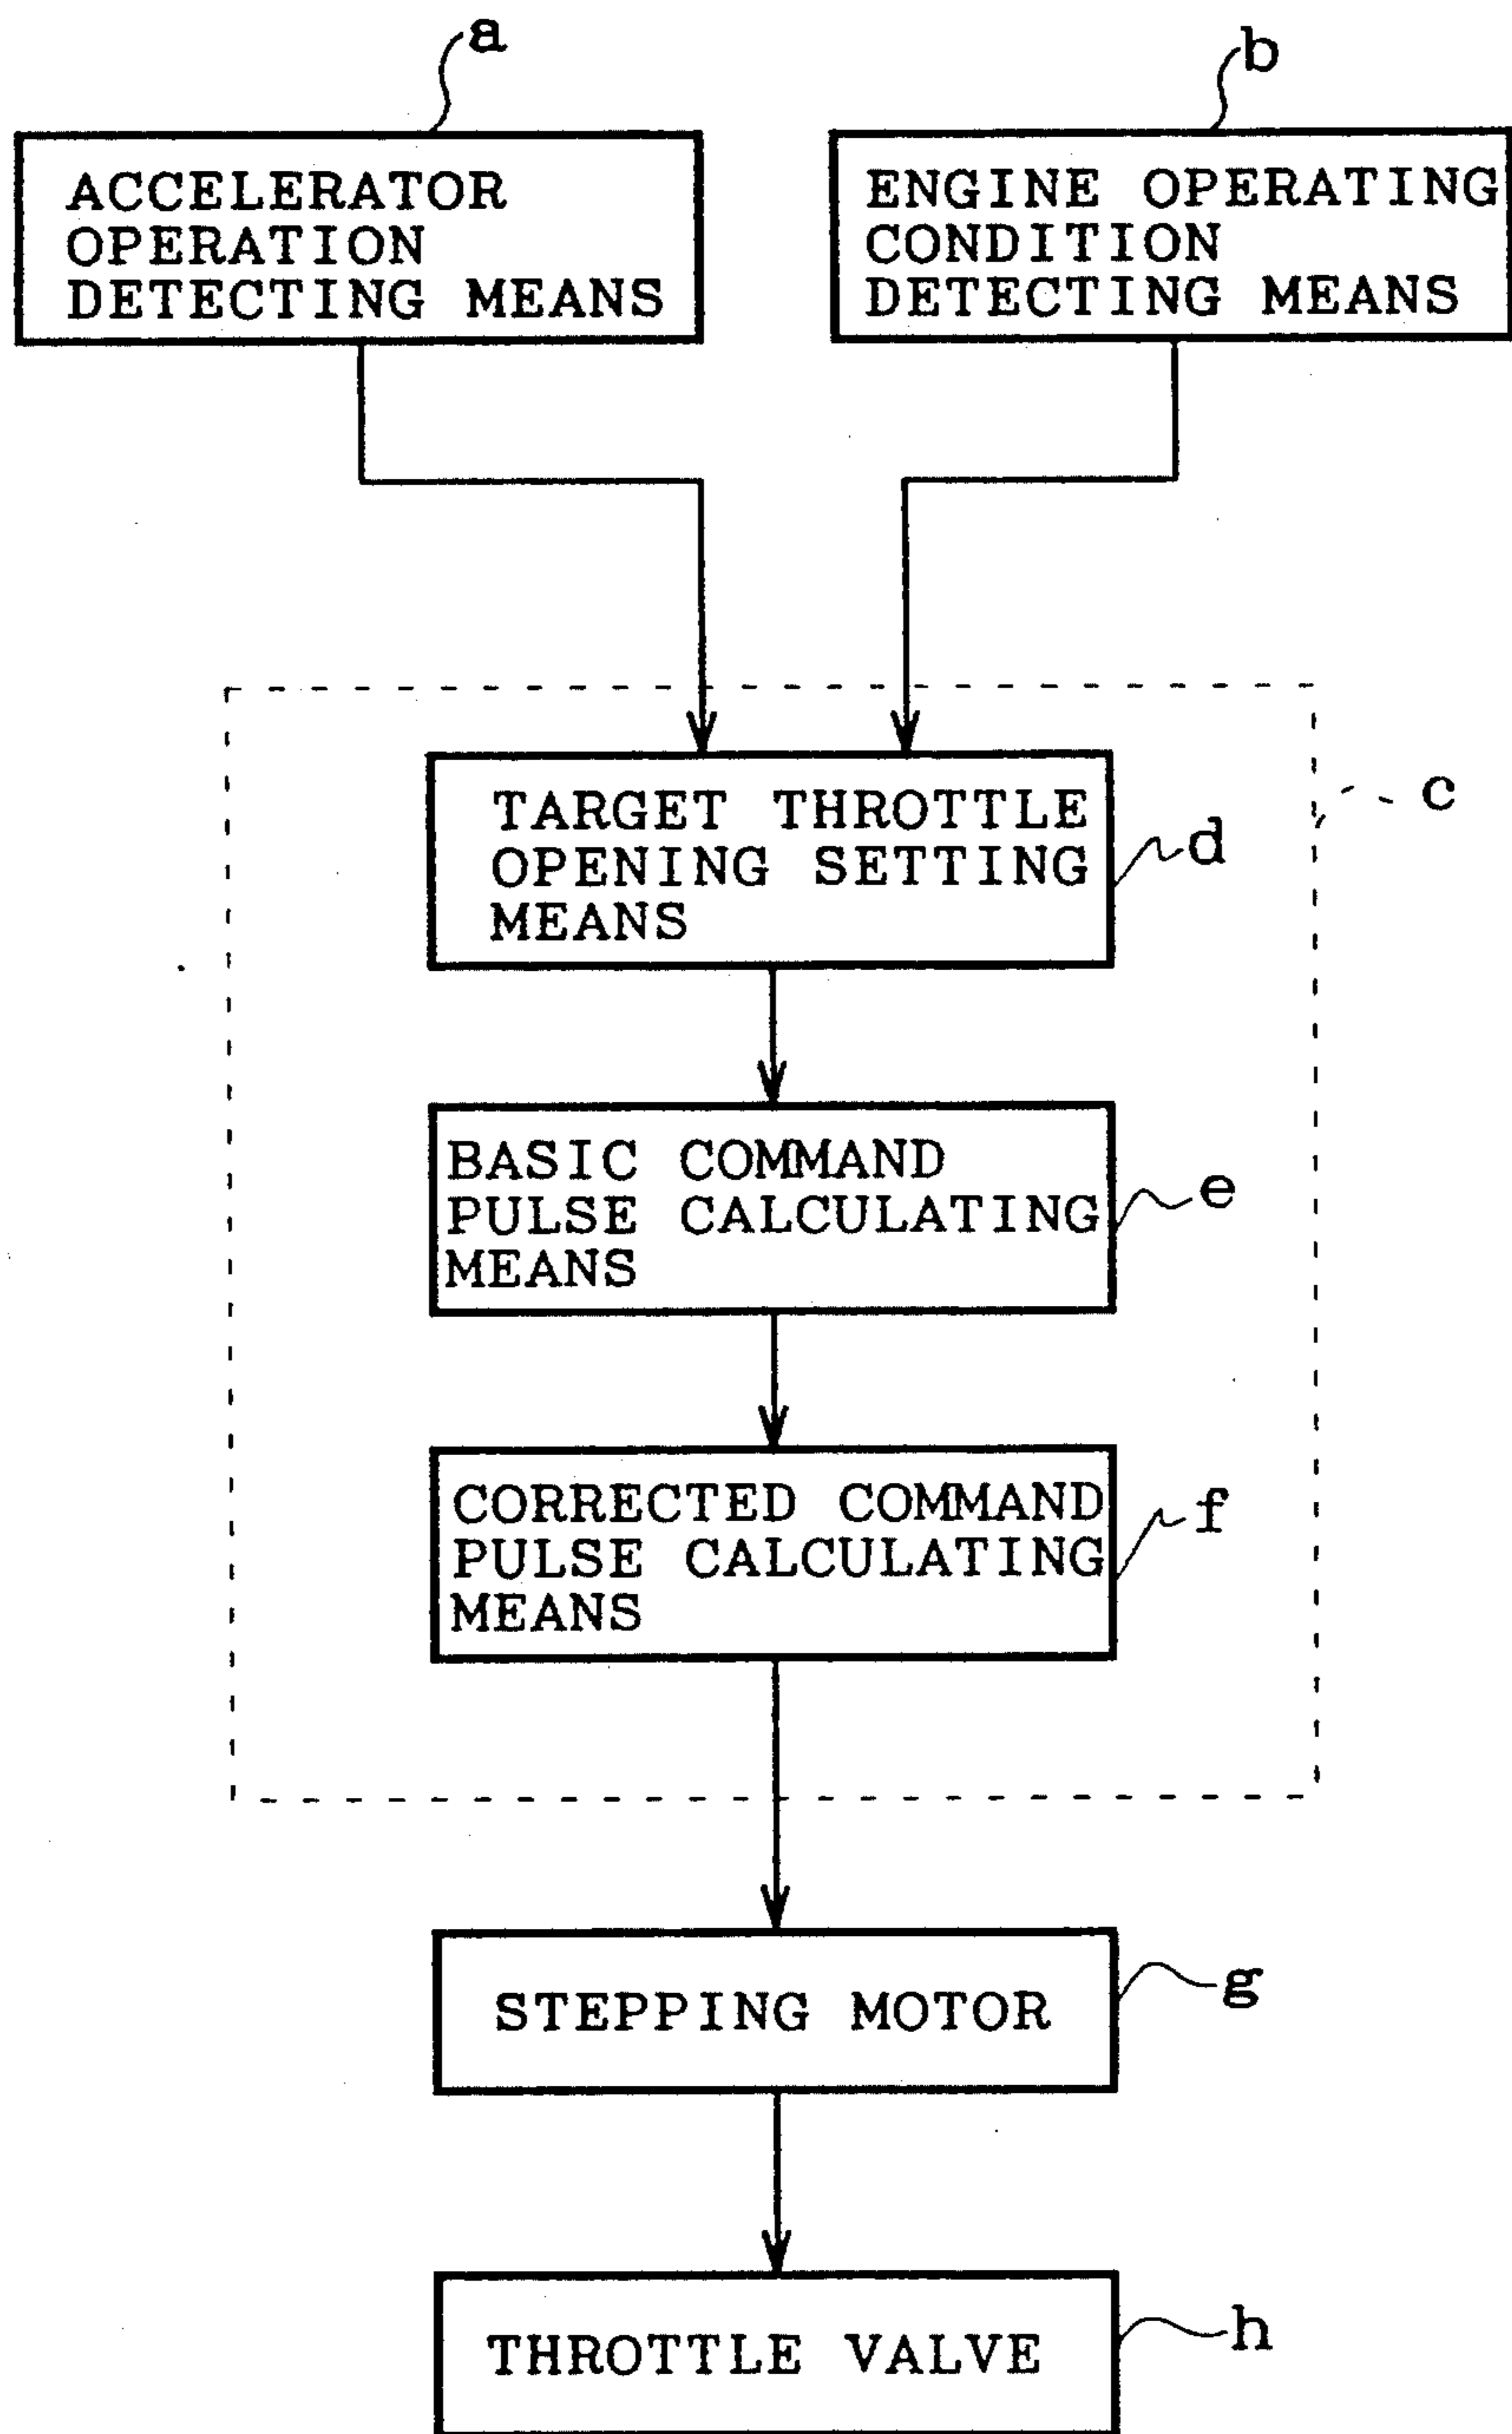 a
b
ACCELERATOR
OPERATION
DETECTING MEANS
ENGINE OPERATING
CONDITION
DETECTING MEANS
c
TARGET THROTTLE
OPENING SETTING
MEANS
d
BASIC COMMAND
PULSE CALCULATING
MEANS
e
CORRECTED COMMAND
PULSE CALCULATING
MEANS
f
STEPPING MOTOR
g
THROTTLE VALVE
h